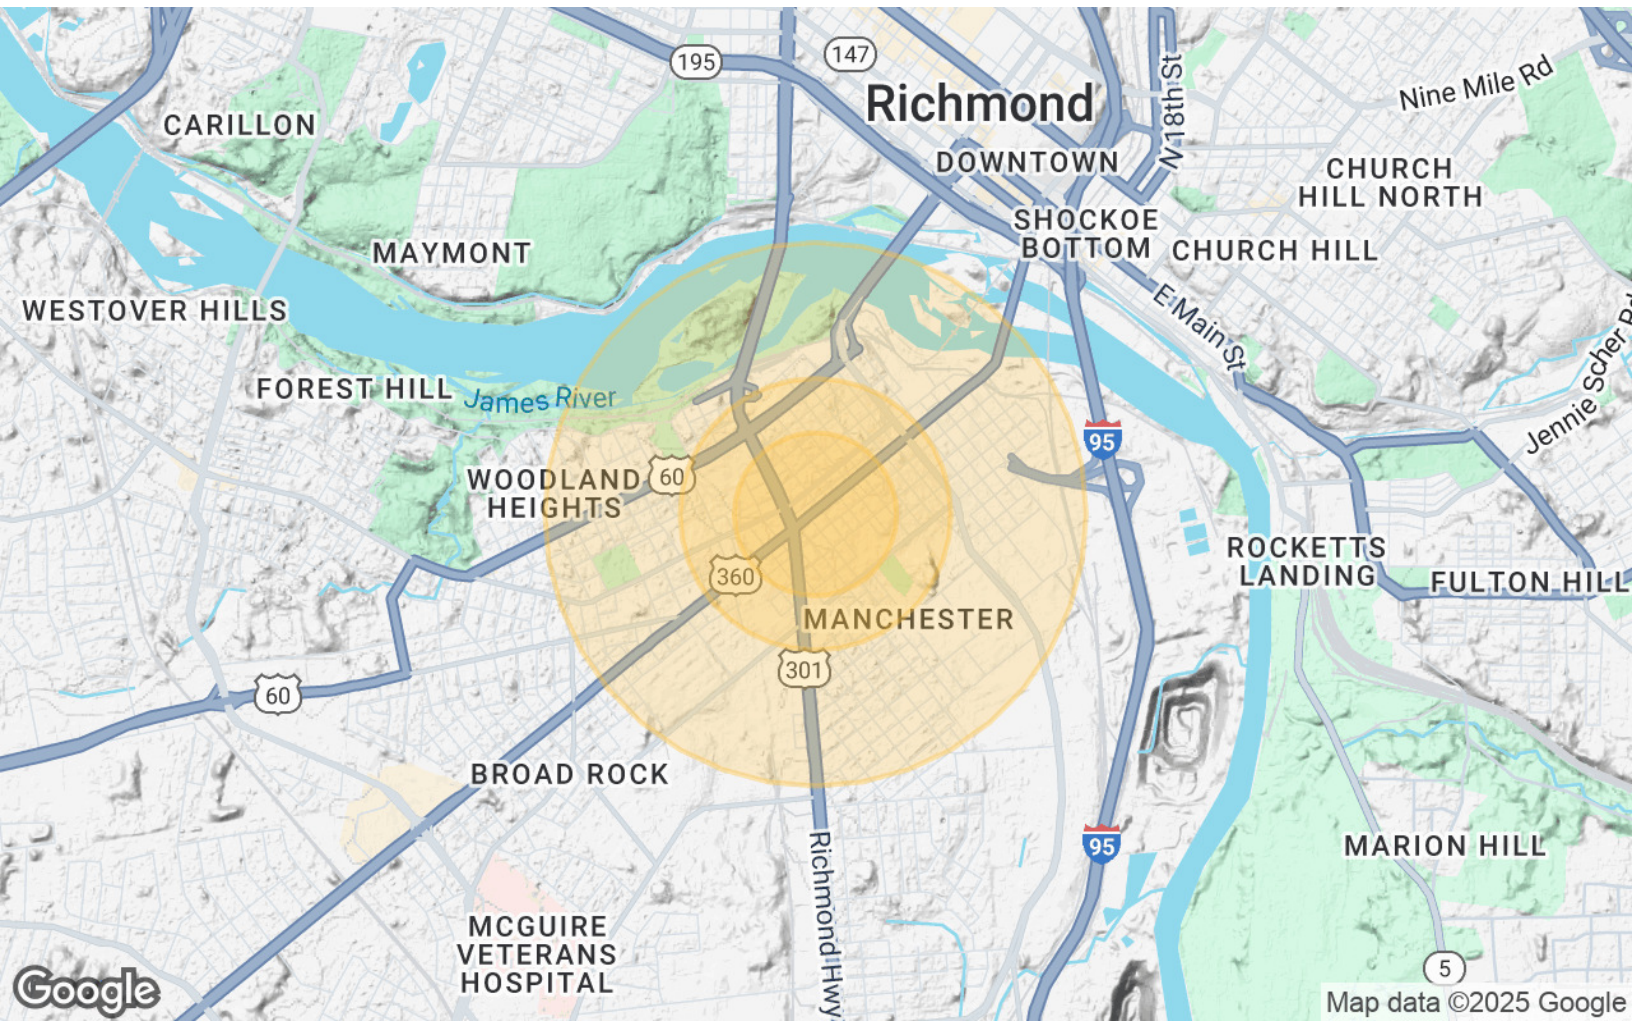 195
147
Richmond
N 18th St
Nine Mile Rd
CARILLON
DOWNTOWN
CHURCH
HILL NORTH
SHOCKOE
BOTTOM
CHURCH HILL
MAYMONT
WESTOVER HILLS
E Main St
Jennie Scher Rd
FOREST HILL
James River
95
WOODLAND
HEIGHTS
60
360
ROCKETTS
LANDING
FULTON HILL
MANCHESTER
301
60
BROAD ROCK
95
MARION HILL
Richmond Hwy
MCGUIRE
VETERANS
HOSPITAL
5
Google
Map data ©2025 Google